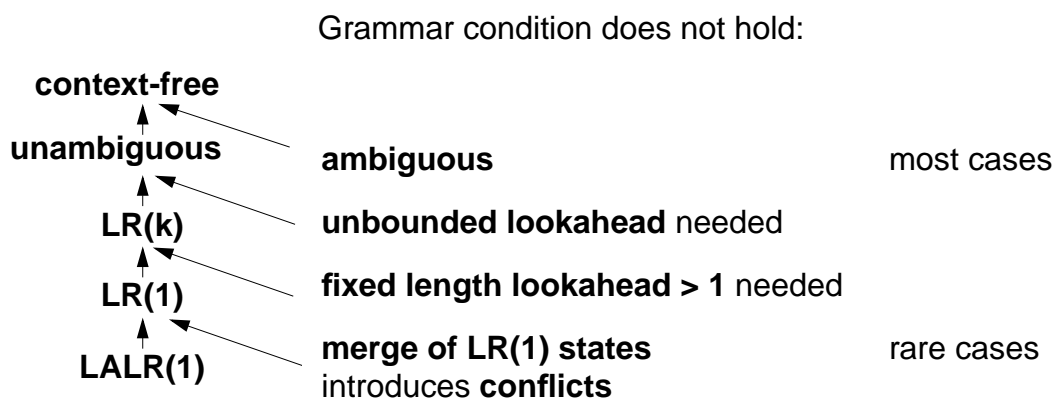 Grammar condition does not hold:
context-free
unambiguous
ambiguous most cases
LR(k)
unbounded lookahead needed
LR(1)
fixed length lookahead > 1 needed
LALR(1)
merge of LR(1) states rare cases
introduces conflicts